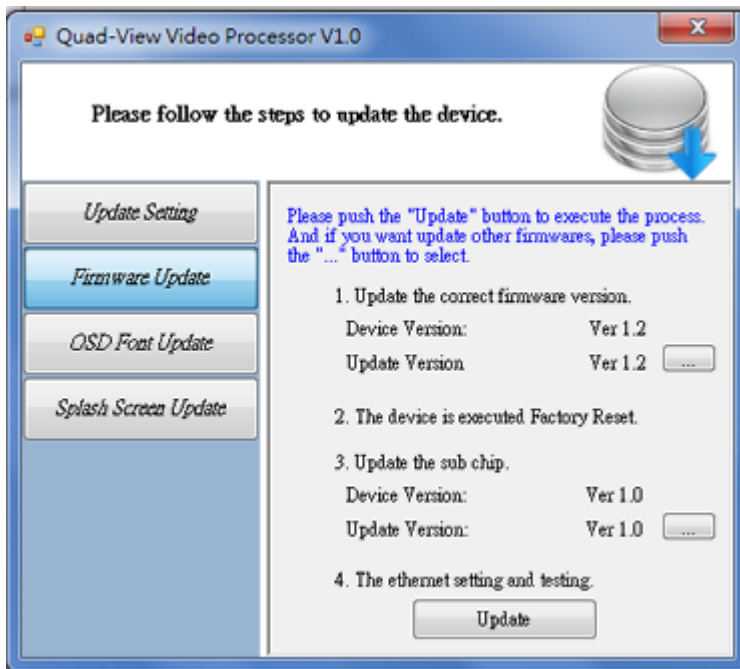 Quad-View Video Processor V1.0
Please follow the steps to update the device.
Update Setting
Firmware Update
OSD Font Update
Splash Screen Update
Please push the "Update" button to execute the process.
And if you want update other firmwares, please push
the "..." button to select.
1. Update the correct firmware version.
Device Version: Ver 1.2
Update Version Ver 1.2 ...
2. The device is executed Factory Reset.
3. Update the sub chip.
Device Version: Ver 1.0
Update Version: Ver 1.0 ...
4. The ethernet setting and testing.
Update